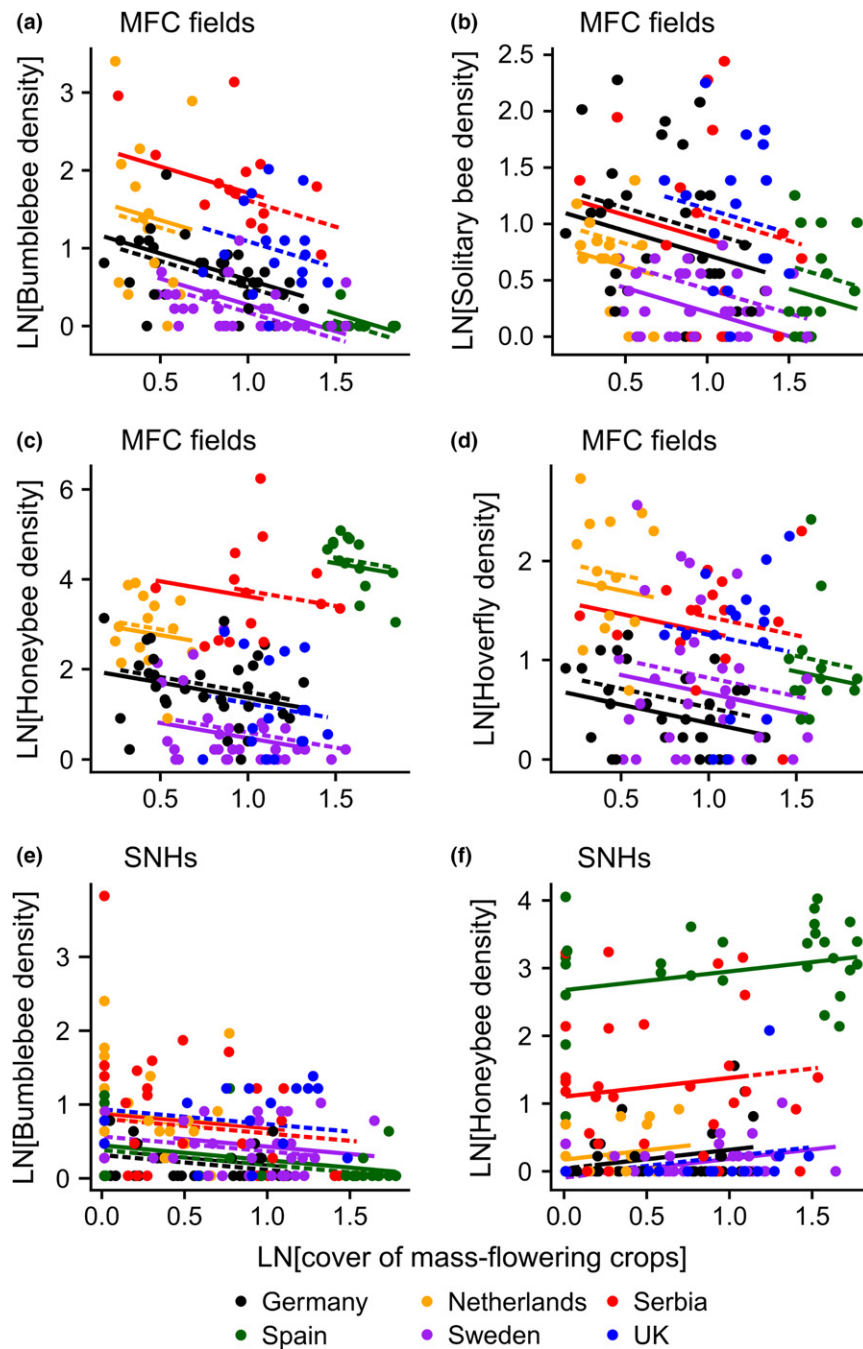 (a) MFC fields
(b) MFC fields
LN[Bumblebee density]
3
2
1
0
0.5 1.0 1.5
LN[Solitary bee density]
2.5
2.0
1.5
1.0
0.5
0.0
0.5 1.0 1.5
(c) MFC fields
(d) MFC fields
LN[Honeybee density]
6
4
2
0
0.5 1.0 1.5
LN[Hoverfly density]
2
1
0
0.5 1.0 1.5
(e) SNHs
(f) SNHs
LN[Bumblebee density]
3
2
1
0
0.0 0.5 1.0 1.5
LN[Honeybee density]
4
3
2
1
0
0.0 0.5 1.0 1.5
LN[cover of mass-flowering crops]
Germany Netherlands Serbia
Spain Sweden UK